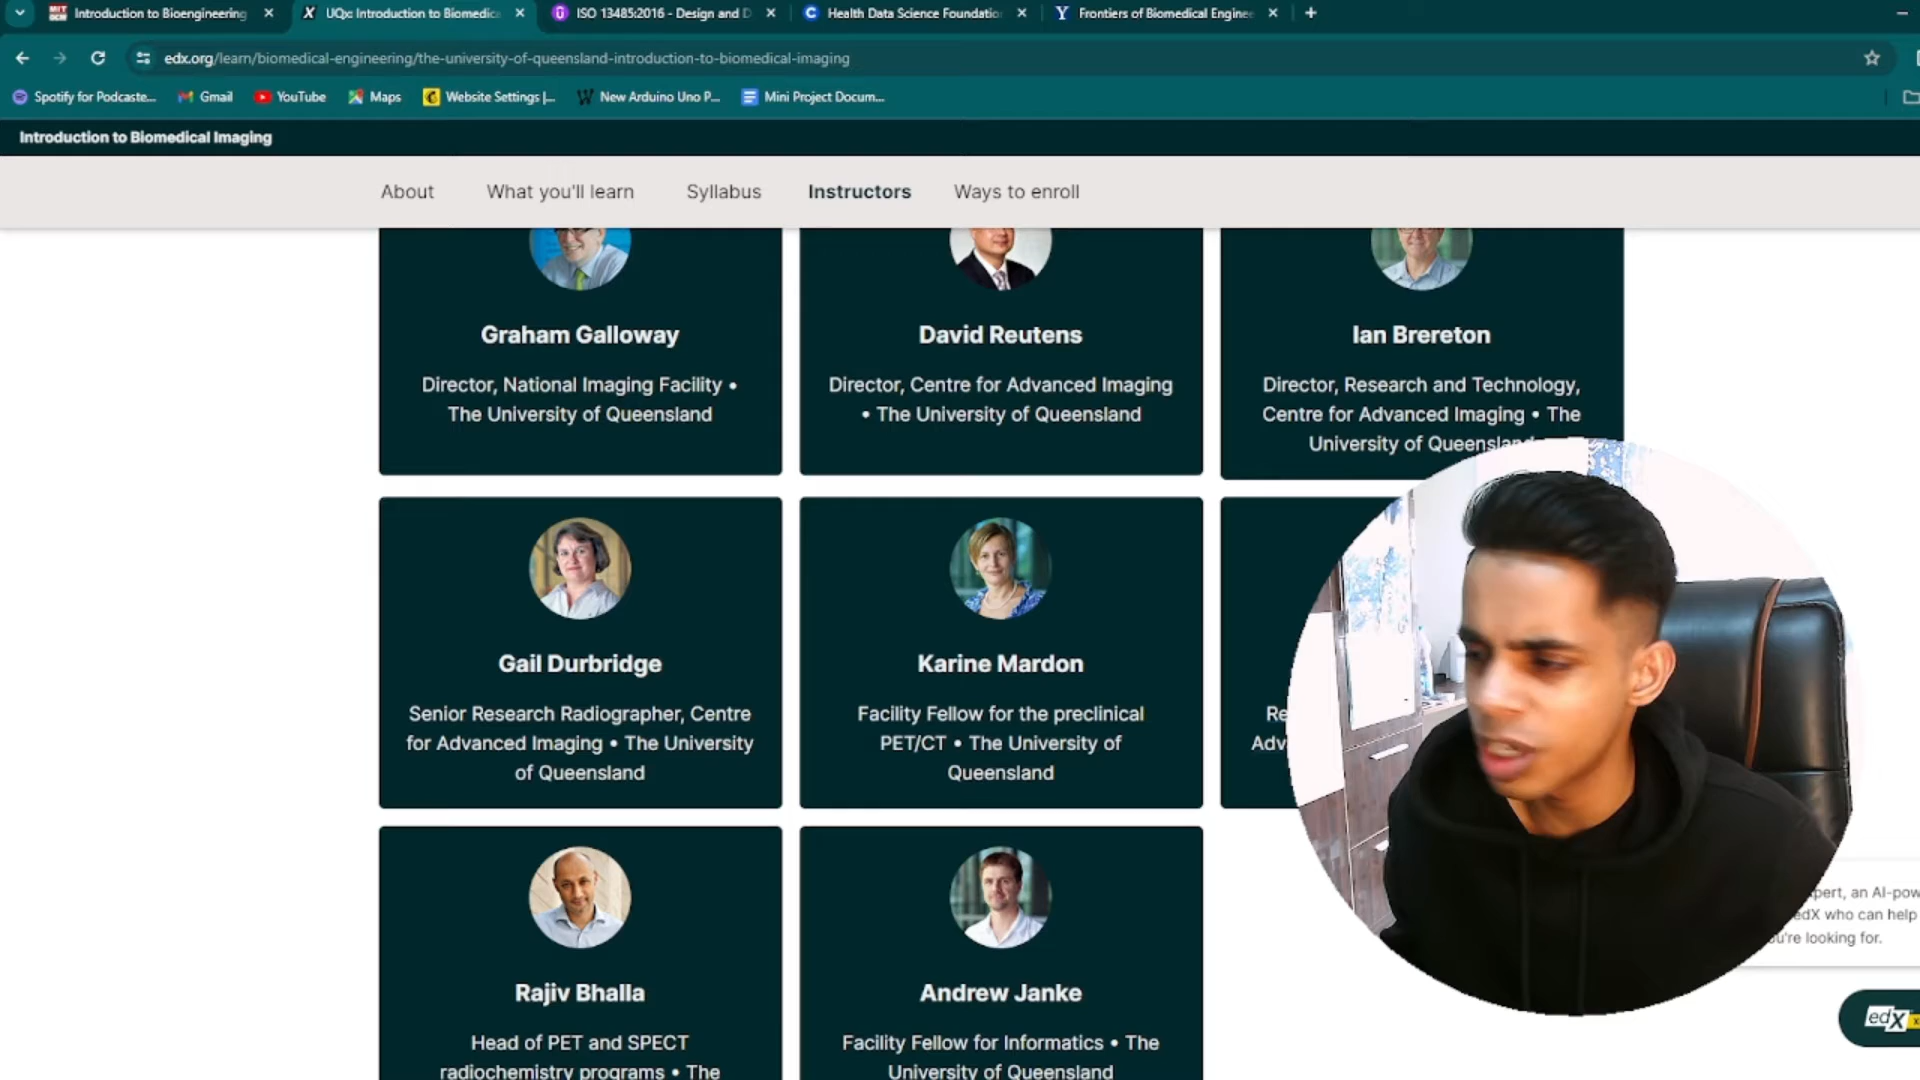 Introduction to Bioengineering
UQx: Introduction to Biomedica
ISO 13485:2016 - Design and D
Health Data Science Foundatio
Frontiers of Biomedical Enginee
edx.org/learn/biomedical-engineering/the-university-of-queensland-introduction-to-biomedical-imaging
Spotify for Podcaste...
Gmail
YouTube
Maps
Website Settings |...
New Arduino Uno P...
Mini Project Docum...
Introduction to Biomedical Imaging
About
What you'll learn
Syllabus
Instructors
Ways to enroll
Graham Galloway
Director, National Imaging Facility •
The University of Queensland
David Reutens
Director, Centre for Advanced Imaging
• The University of Queensland
Ian Brereton
Director, Research and Technology,
Centre for Advanced Imaging • The
University of Queensland
Gail Durbridge
Senior Research Radiographer, Centre
for Advanced Imaging • The University
of Queensland
Karine Mardon
Facility Fellow for the preclinical
PET/CT • The University of
Queensland
Re
Adv
Rajiv Bhalla
Head of PET and SPECT
radiochemistry programs • The
Andrew Janke
Facility Fellow for Informatics • The
University of Queensland
pert, an AI-pow
edX who can help
ou're looking for.
edX